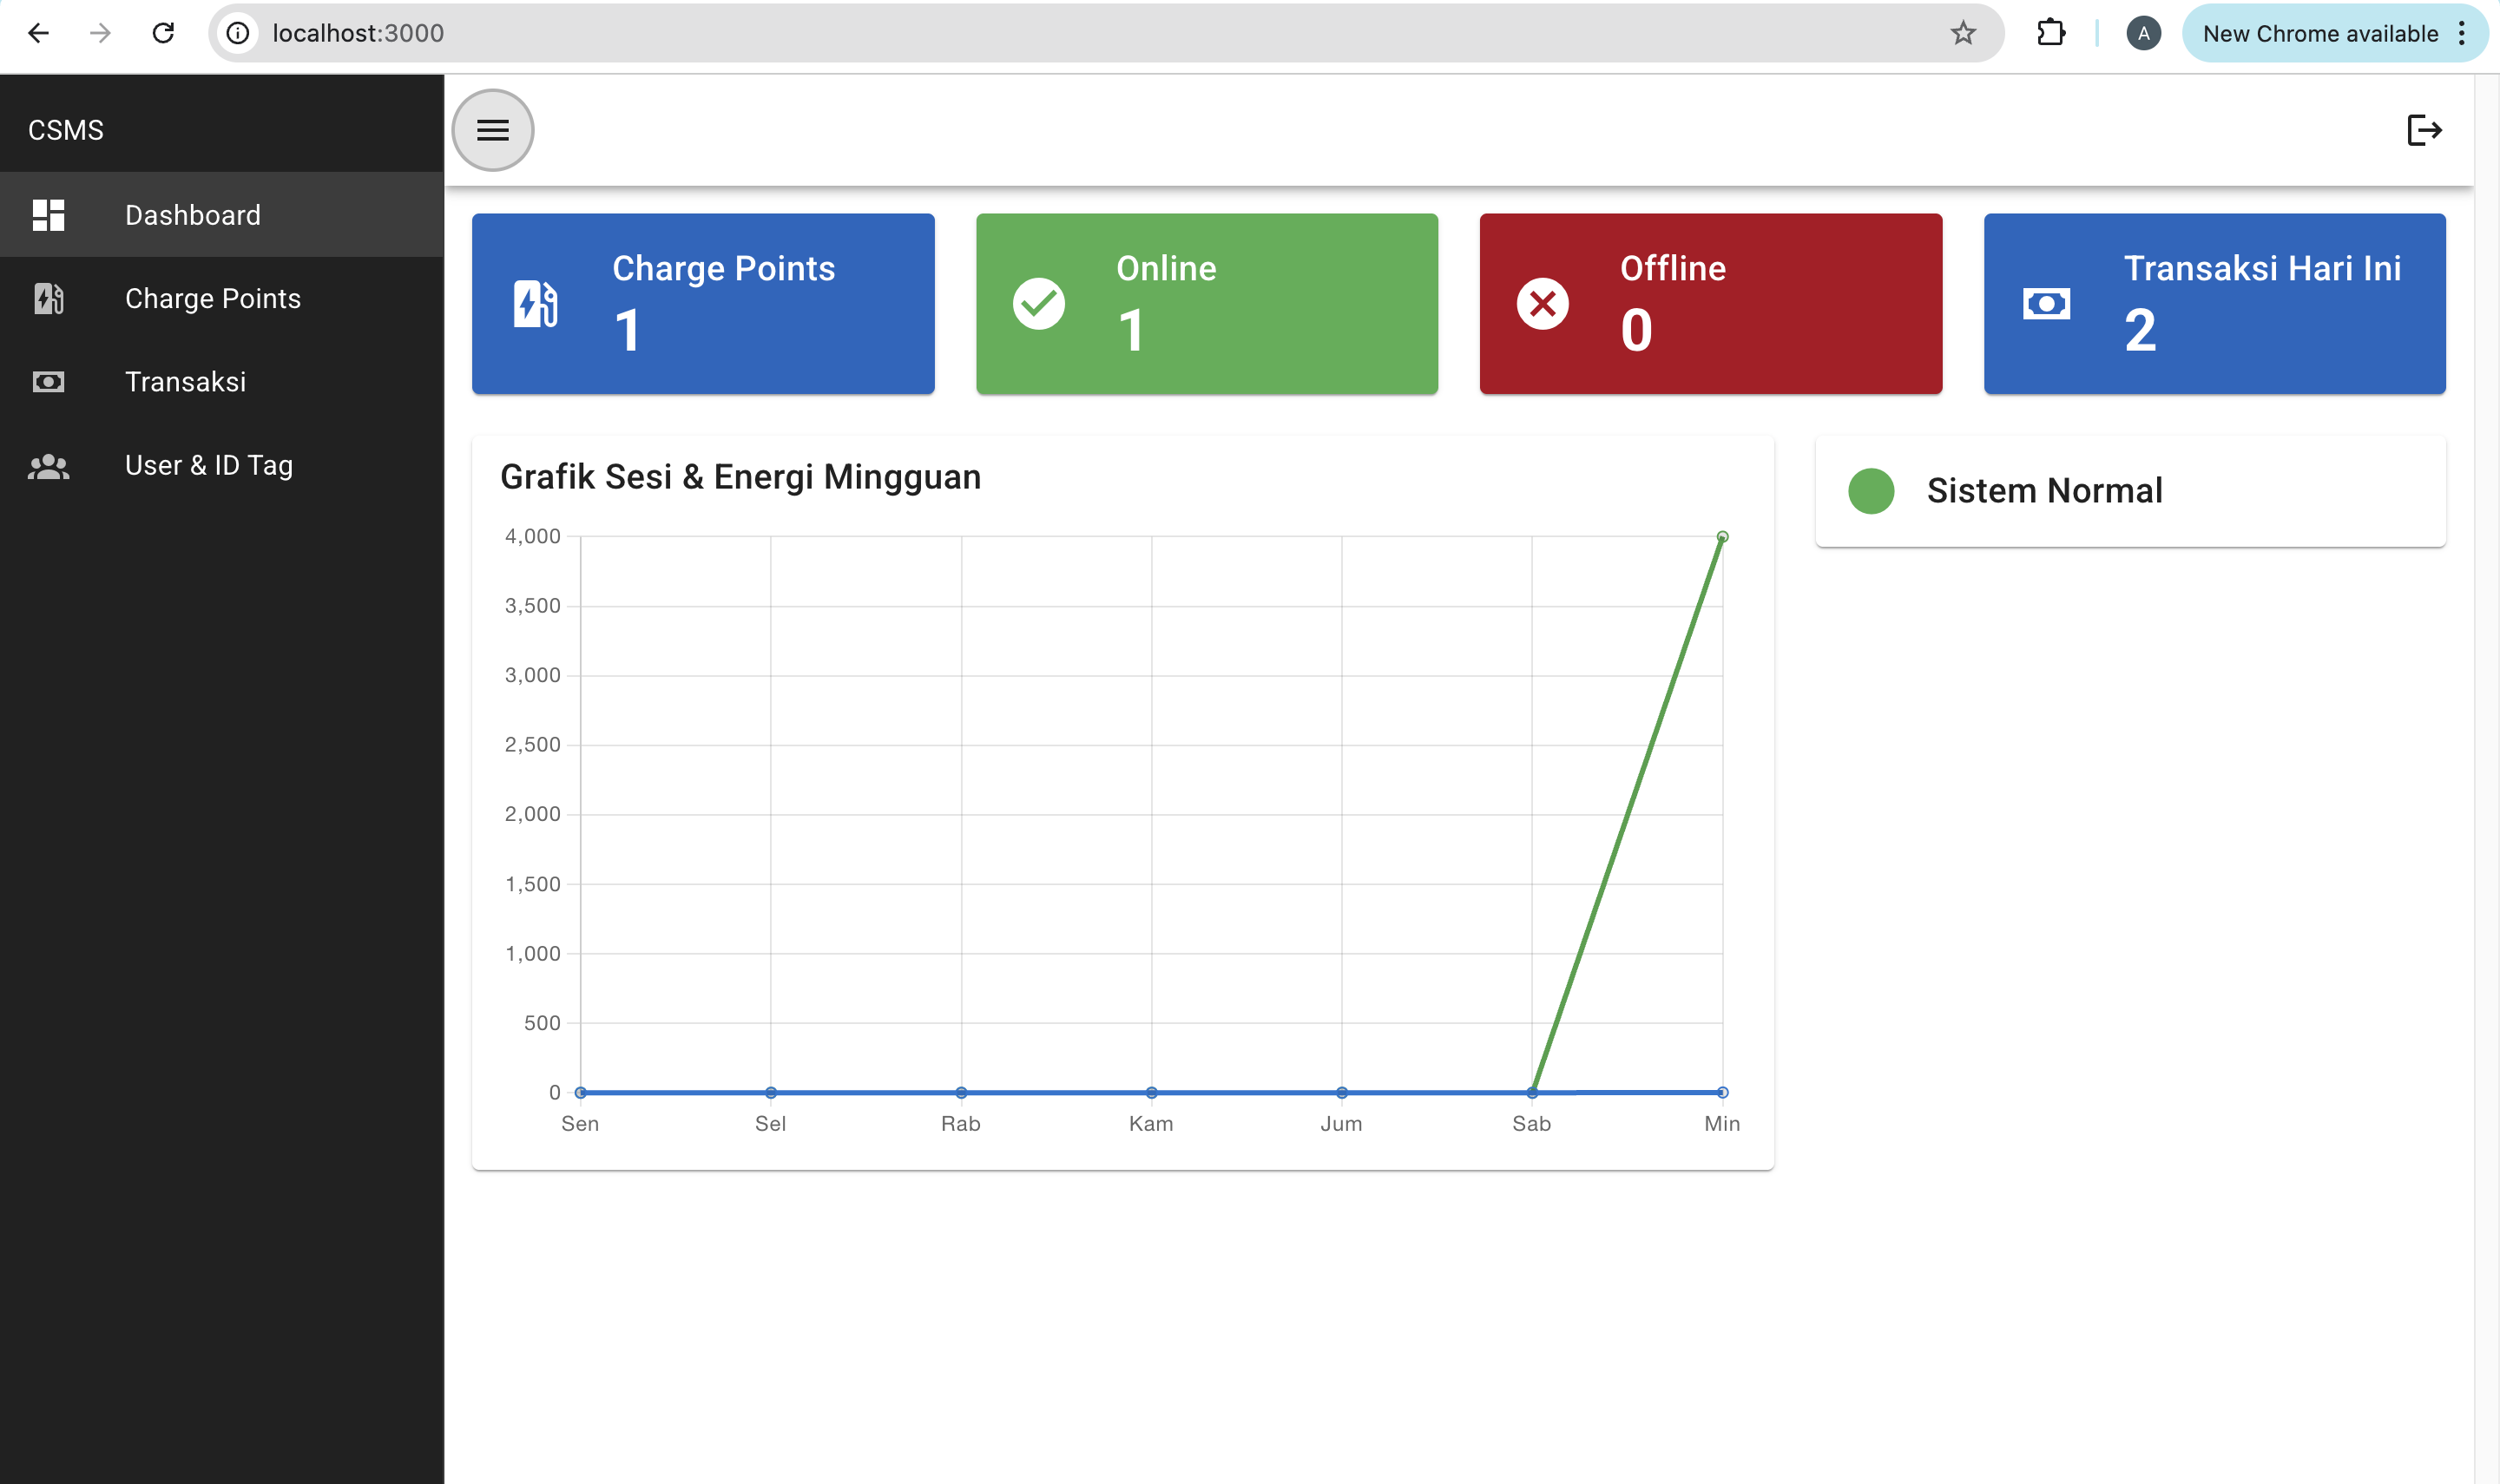 localhost:3000
A
New Chrome available
CSMS
Dashboard
Charge Points
Transaksi
User & ID Tag
Charge Points
1
Online
1
Offline
0
Transaksi Hari Ini
2
Grafik Sesi & Energi Mingguan
4,000
3,500
3,000
2,500
2,000
1,500
1,000
500
0
Sen Sel Rab Kam Jum Sab Min
Sistem Normal